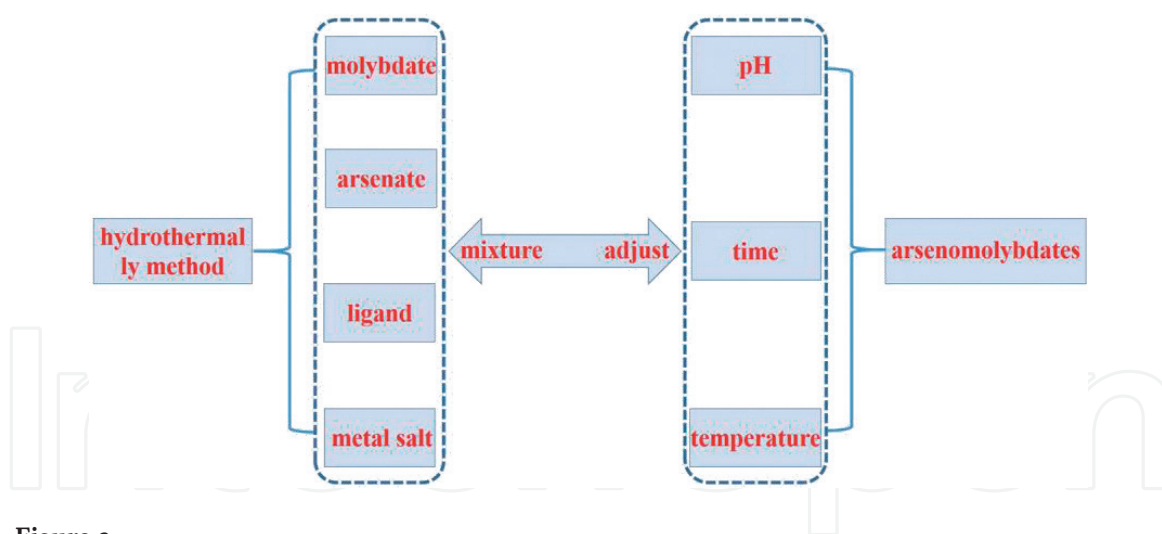 molybdate
pH
arsenate
hydrothermal
ly method
mixture
adjust
time
arsenomolybdates
ligand
metal salt
temperature